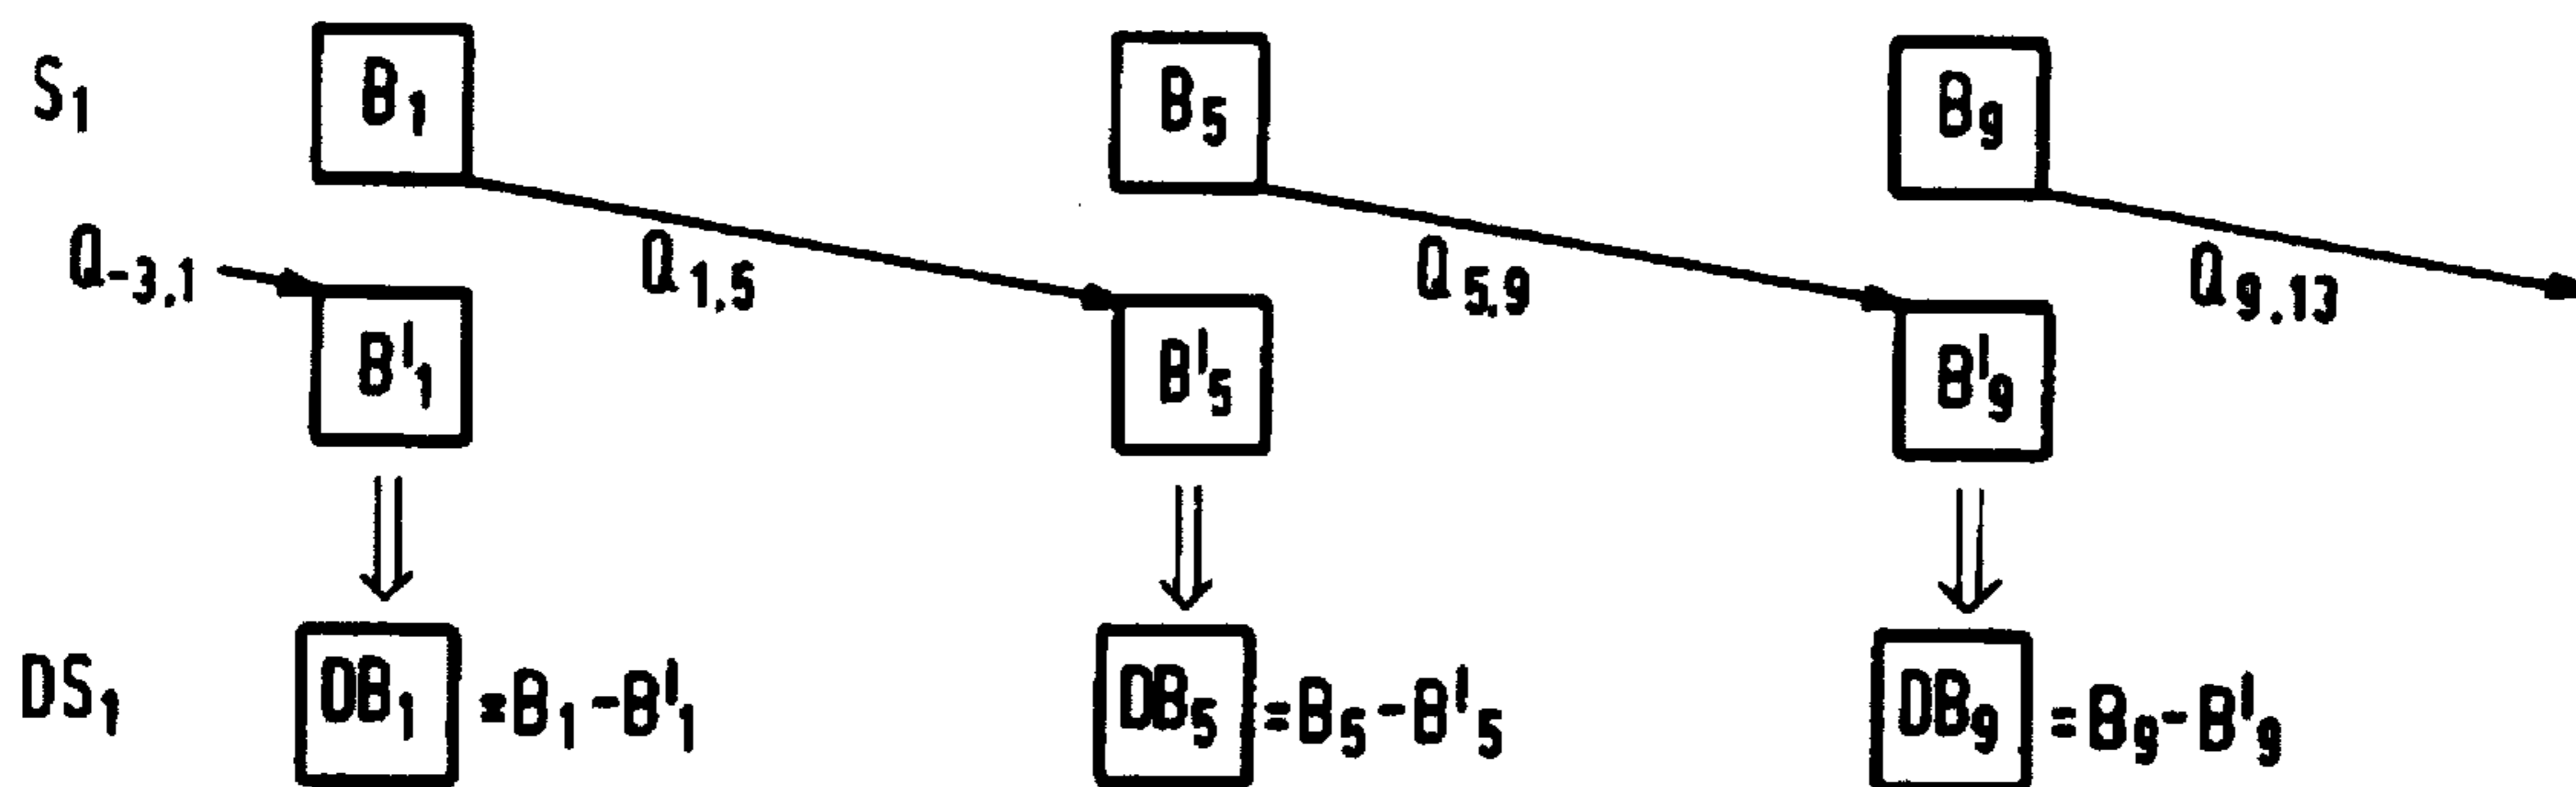 S₁ B₁ B₅ B₉
Q₋₃,₁ Q₁,₅ Q₅,₉ Q₉.₁₃
B'₁ B'₅ B'₉
DS₁ DB₁ =B₁-B'₁ DB₅ =B₅-B'₅ DB₉ =B₉-B'₉